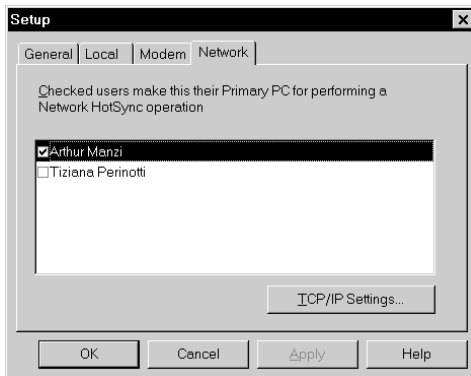 Setup
General Local Modem Network
Checked users make this their Primary PC for performing a
Network HotSync operation
Arthur Manzi
Tiziana Perinotti
TCP/IP Settings...
OK Cancel Apply Help